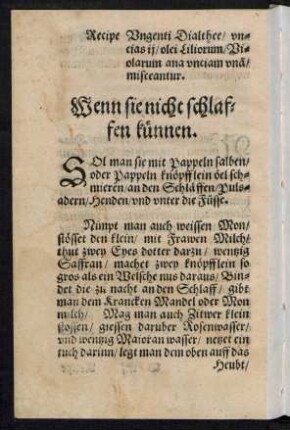 Recipe Vngenti Dialthee/ vn⸗
cias ij/ olei Liliorum/ Vi⸗
olarum ana vnciam vnã/
misceantur.
Wenn sie nicht schlaf⸗
fen künnen.
SOl man sie mit Pappeln salben/
oder Pappeln knöpfflein öel sch⸗
mieren/ an den Schläffen Puls⸗
adern/ Henden/ vnd vnter die Füsse.
Nimpt man auch weissen Mon/
stösset den klein/ mit Frawen Milch/
thut zwey Eyes dotter darzu/ wenzig
Saffran/ machet zwey knöpfflein so
gros als ein Welsche nus daraus/ Bin⸗
det die zu nacht an den Schlaff/ gibt
man dem Krancken Mandel oder Mon
milch/ Mag man auch Zitwer klein
stossen/ giessen daruber Rosenwasser/
vnd wenzig Maioran wasser/ netzet ein
tuch darinn/ legt man dem oben auff das
Heubt/